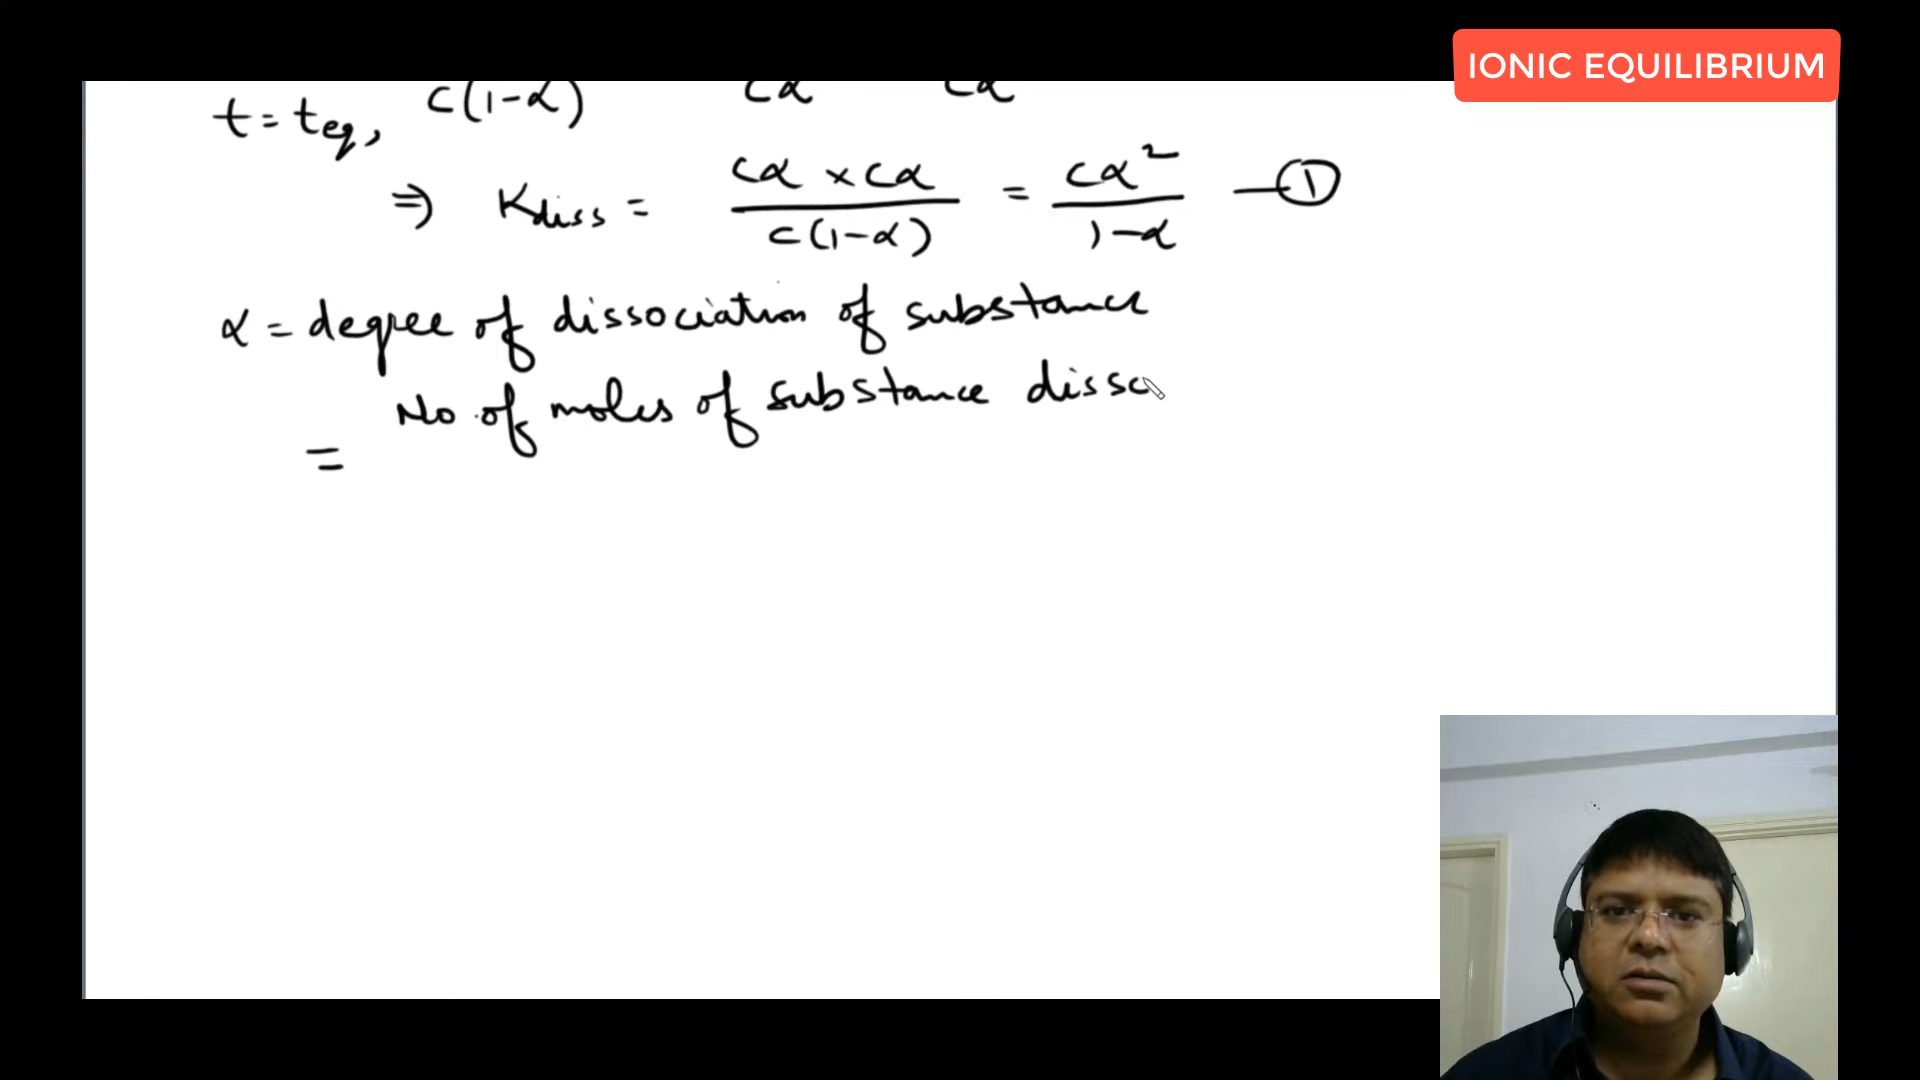 IONIC EQUILIBRIUM
t = teq, c(1-α) cα cα
⇒ Kdiss = cα × cα / c(1-α) = cα² / 1-α — ①
α = degree of dissociation of substance
= No of moles of substance disso